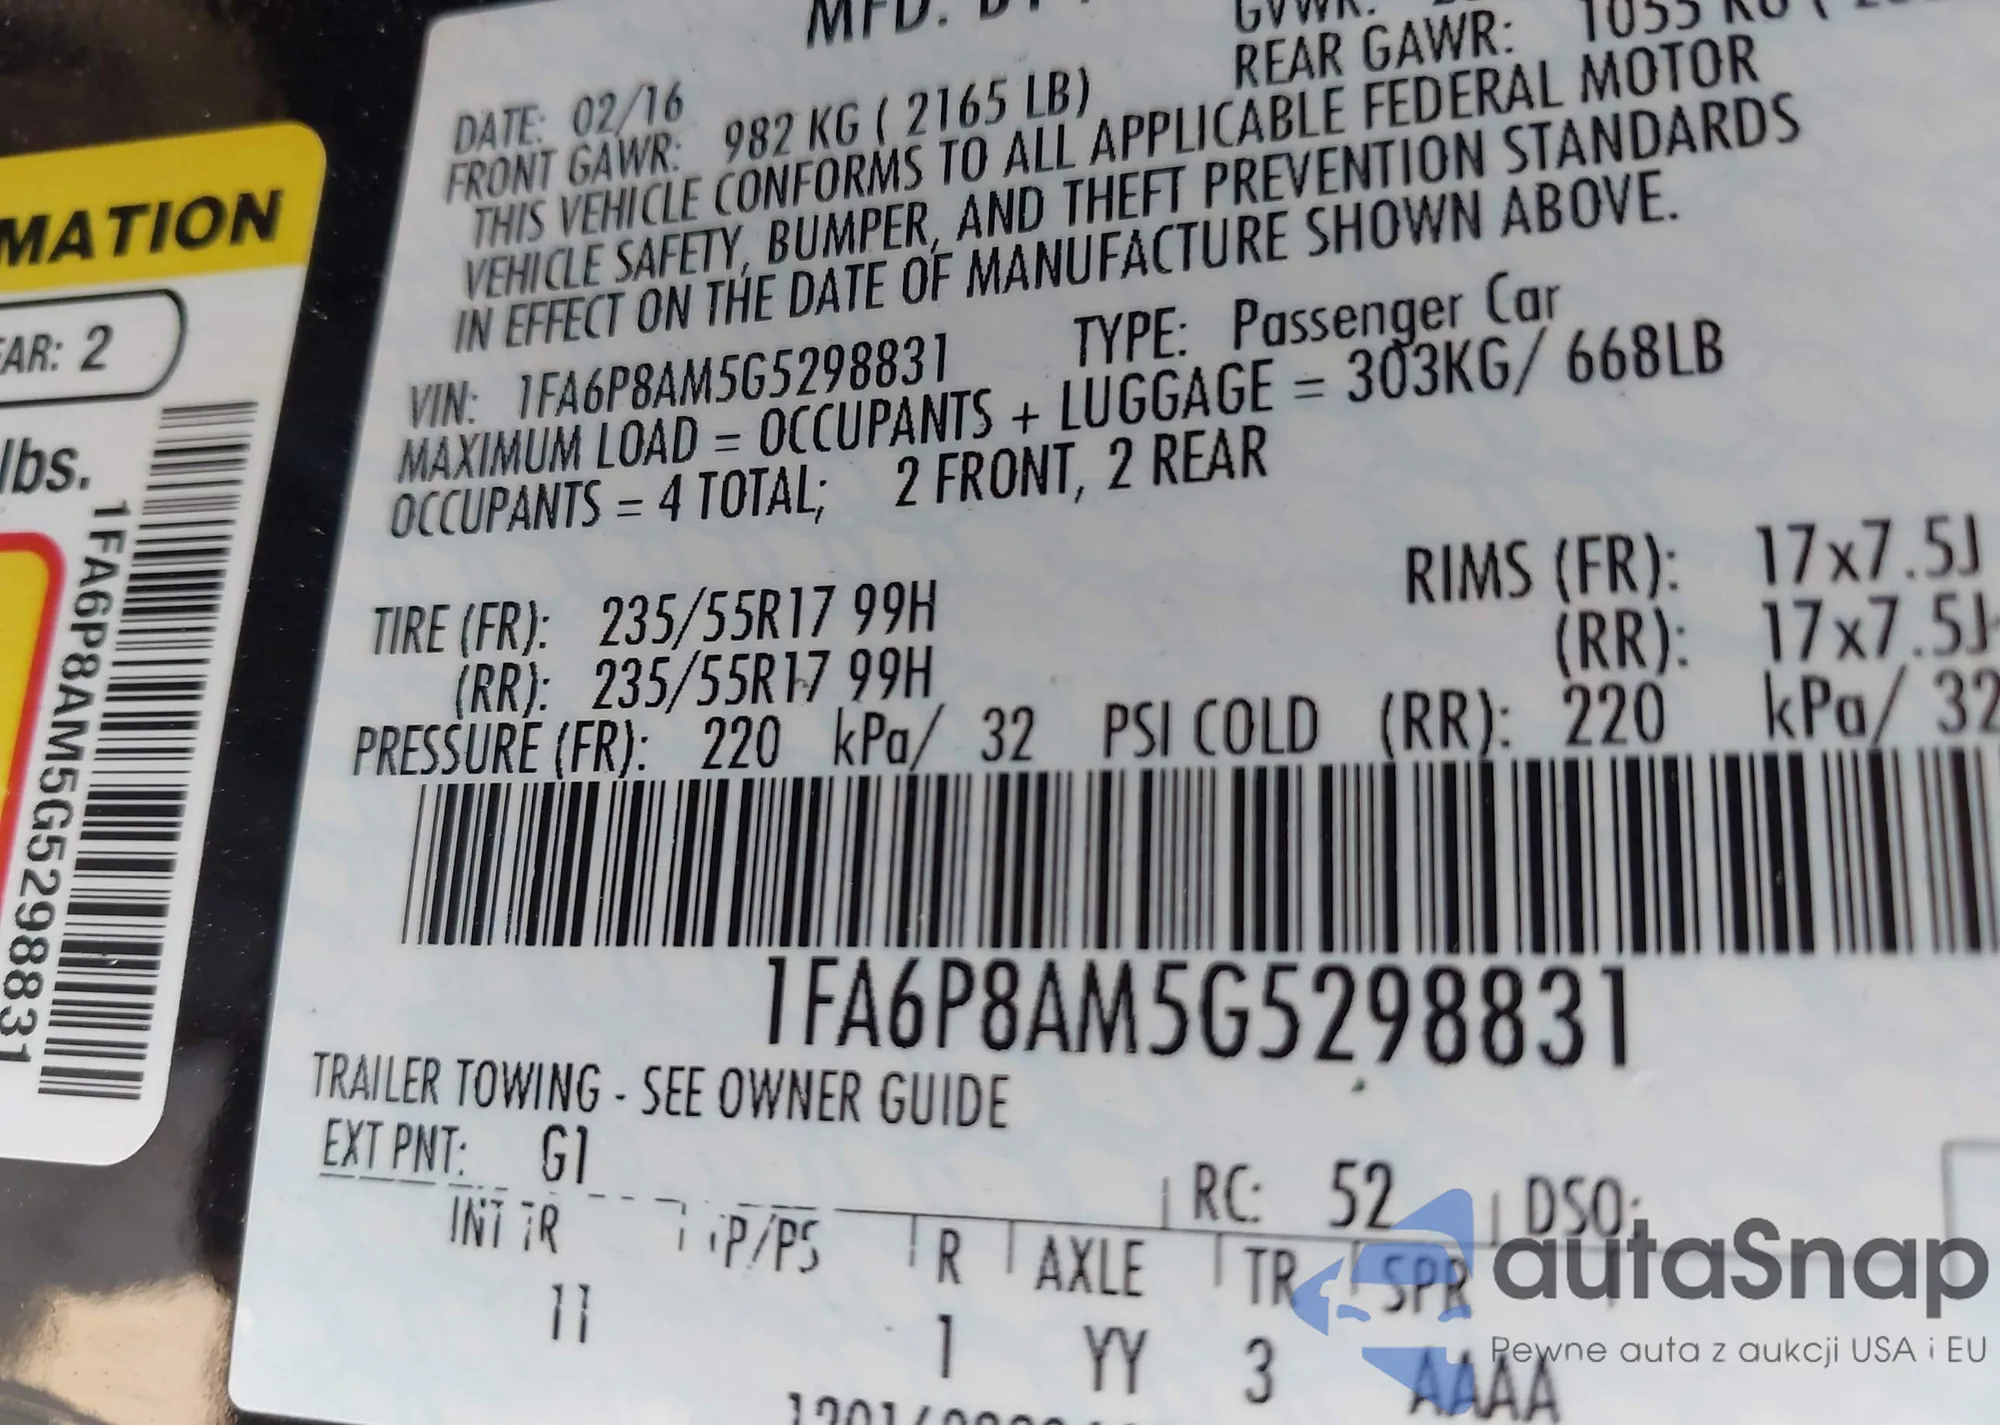 MFD. BY
GVWR:
DATE: 02/16
REAR GAWR: 1055 KG (
FRONT GAWR: 982 KG ( 2165 LB)
THIS VEHICLE CONFORMS TO ALL APPLICABLE FEDERAL MOTOR
VEHICLE SAFETY, BUMPER, AND THEFT PREVENTION STANDARDS
IN EFFECT ON THE DATE OF MANUFACTURE SHOWN ABOVE.
VIN: 1FA6P8AM5G5298831 TYPE: Passenger Car
MAXIMUM LOAD = OCCUPANTS + LUGGAGE = 303KG/ 668LB
OCCUPANTS = 4 TOTAL; 2 FRONT, 2 REAR
TIRE (FR): 235/55R17 99H RIMS (FR): 17x7.5J
(RR): 235/55R17 99H (RR): 17x7.5J
PRESSURE (FR): 220 kPa/ 32 PSI COLD (RR): 220 kPa/ 32
1FA6P8AM5G5298831
TRAILER TOWING - SEE OWNER GUIDE
EXT PNT: G1 RC: 52 DSO:
INT TR TP/PS R AXLE TR SPR
11 1 YY 3 AAAA
MATION
EAR: 2
lbs.
1FA6P8AM5G5298831
autaSnap
Pewne auta z aukcji USA i EU